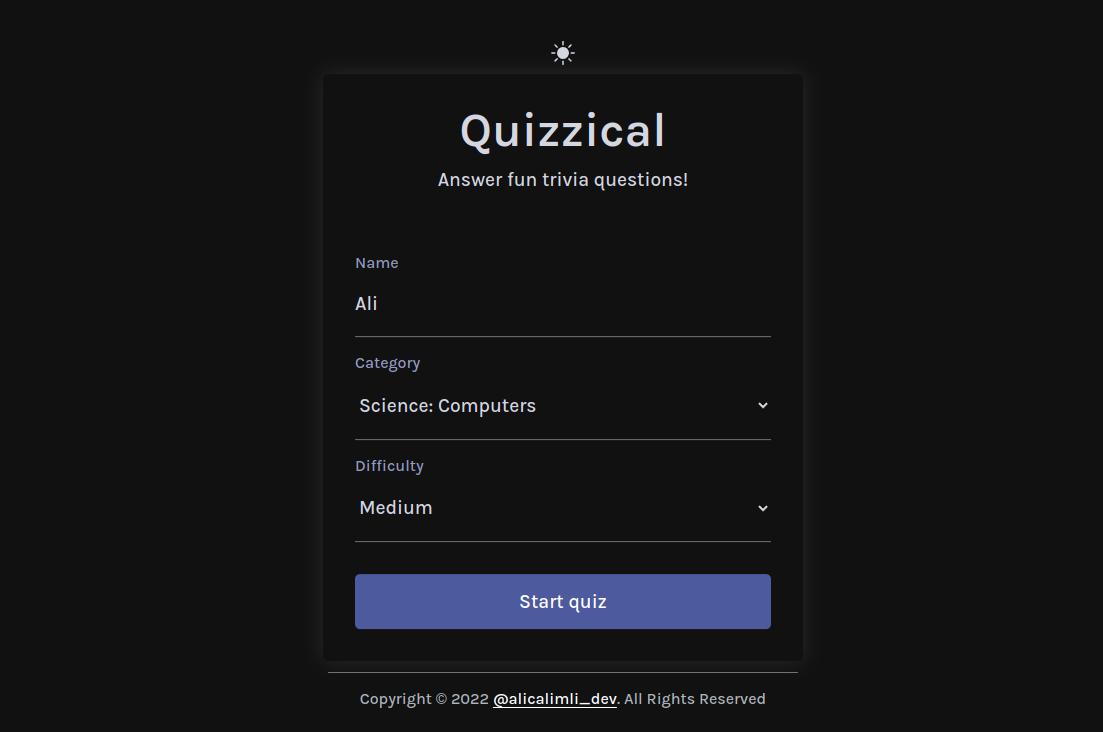 Quizzical
Answer fun trivia questions!
Name
Ali
Category
Science: Computers
Difficulty
Medium
Start quiz
Copyright © 2022 @alicalimli_dev. All Rights Reserved